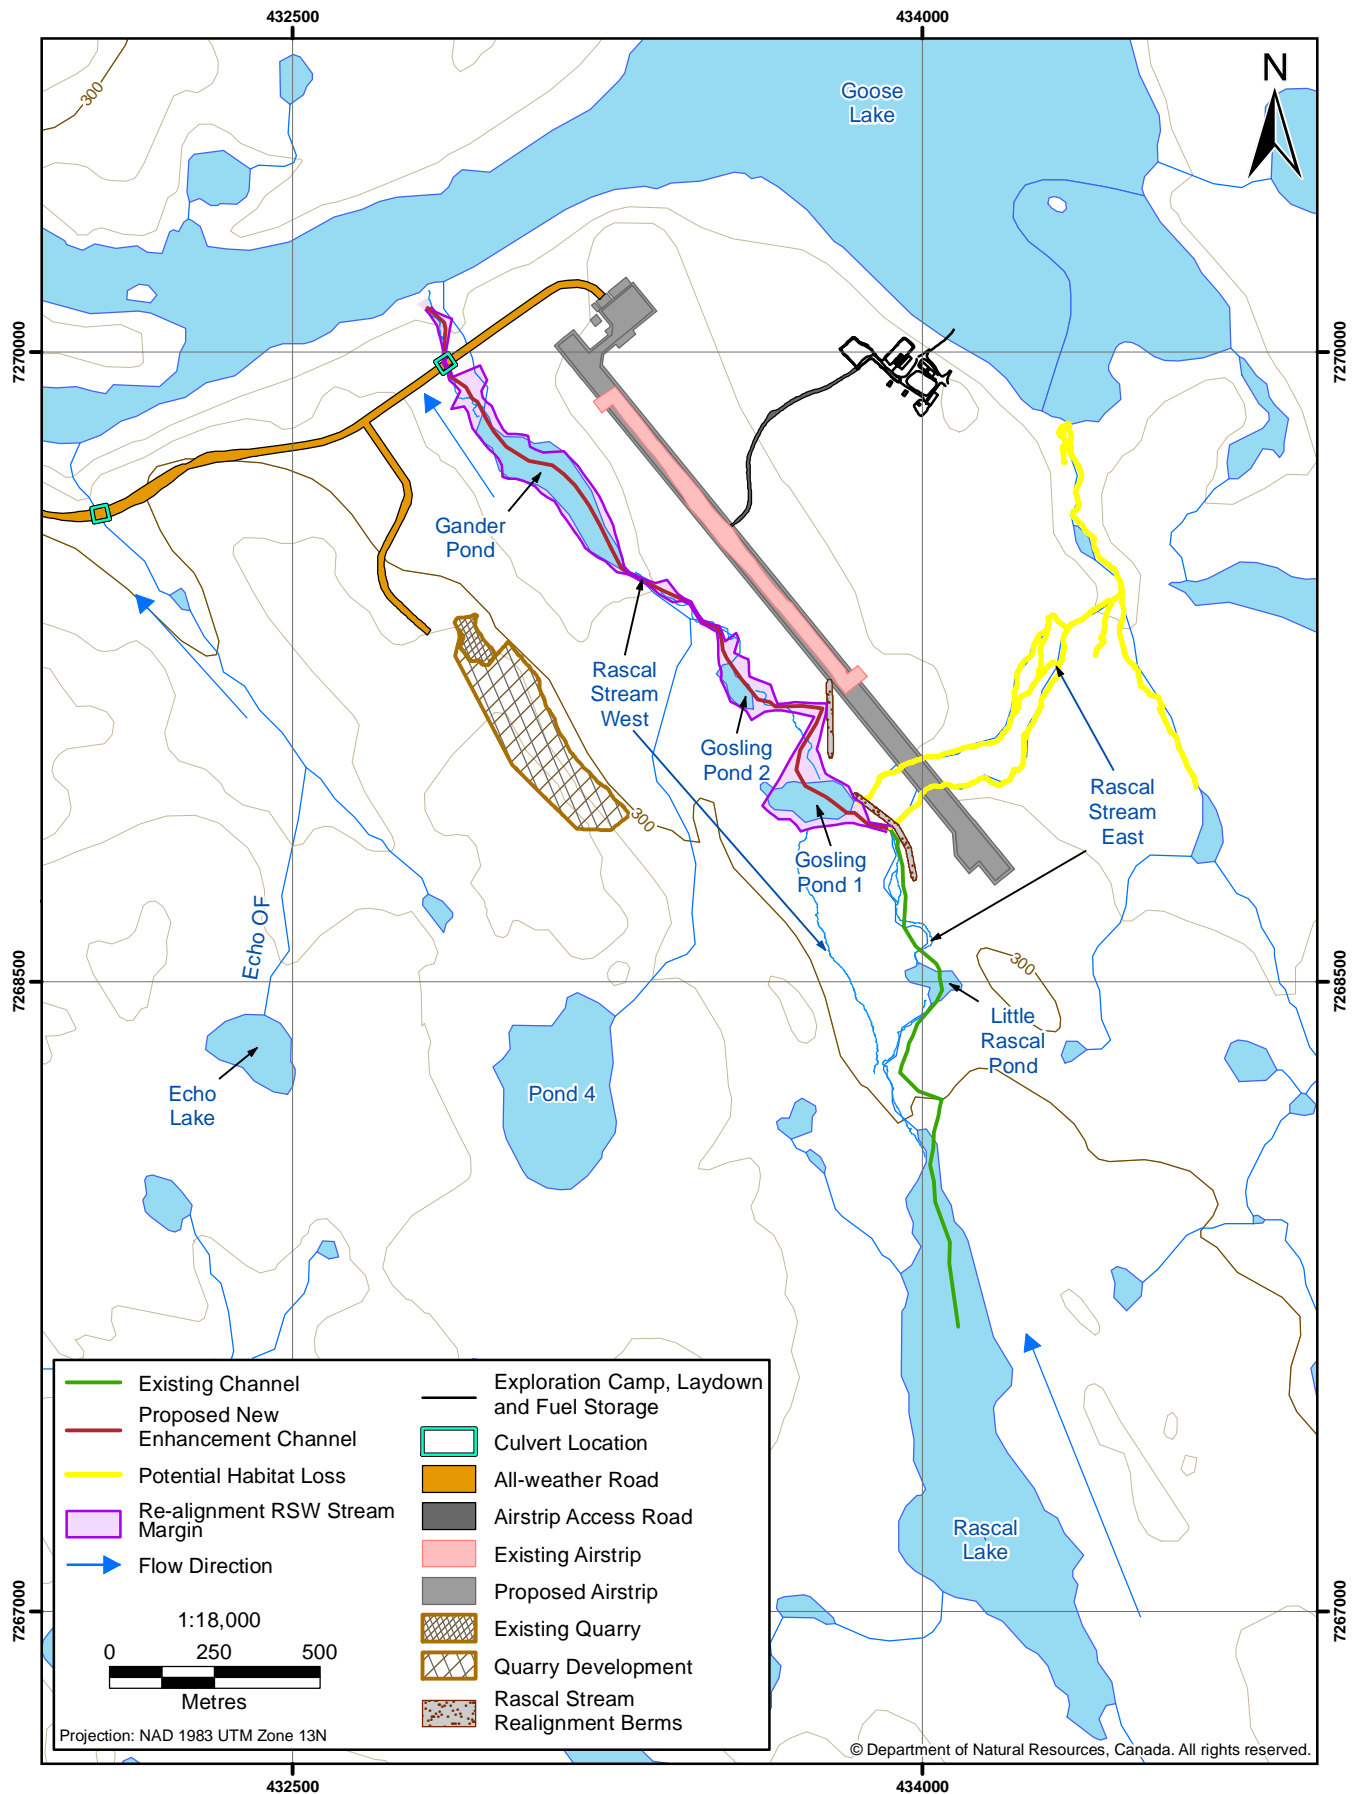 432500
434000
300
Goose
Lake
N
7270000
7270000
Gander
Pond
Rascal
Stream
West
Gosling
Pond 2
Rascal
Stream
East
300
Gosling
Pond 1
Echo OF
300
7268500
7268500
Little
Rascal
Pond
Echo
Lake
Pond 4
Rascal
Lake
7267000
7267000
Existing Channel
Proposed New
Enhancement Channel
Potential Habitat Loss
Re-alignment RSW Stream
Margin
Flow Direction
1:18,000
0 250 500
Metres
Projection: NAD 1983 UTM Zone 13N
Exploration Camp, Laydown
and Fuel Storage
Culvert Location
All-weather Road
Airstrip Access Road
Existing Airstrip
Proposed Airstrip
Existing Quarry
Quarry Development
Rascal Stream
Realignment Berms
© Department of Natural Resources, Canada. All rights reserved.
432500
434000